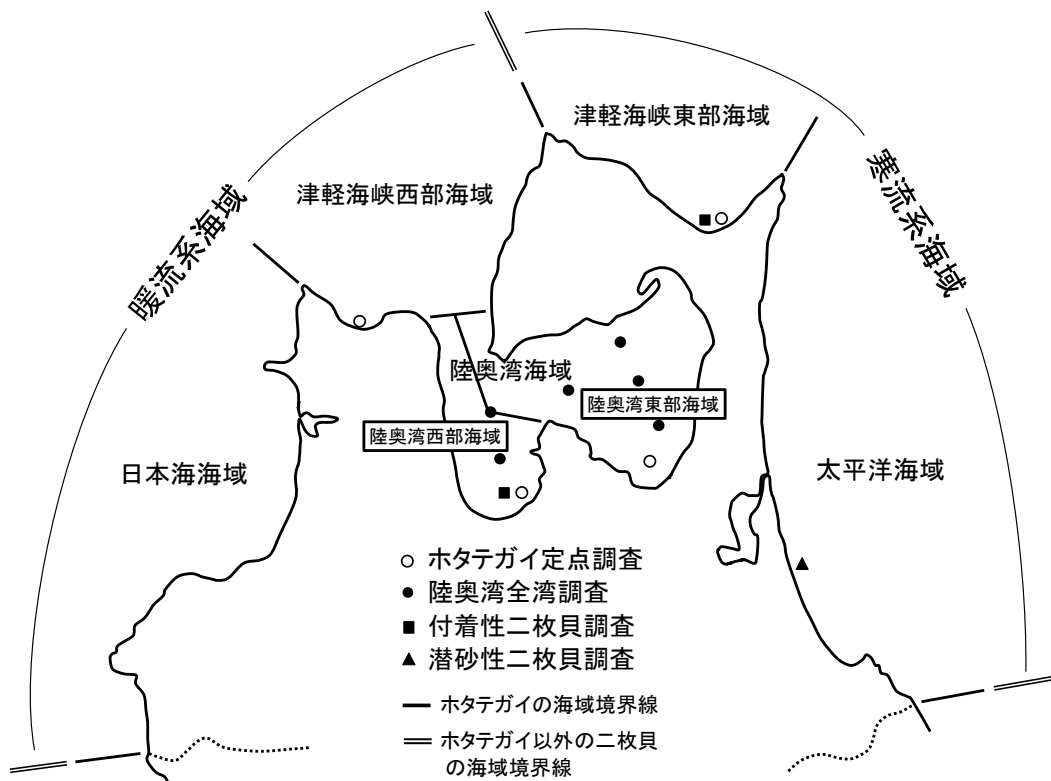 津軽海峡東部海域
津軽海峡西部海域
暖流系海域
寒流系海域
陸奥湾海域
陸奥湾東部海域
陸奥湾西部海域
日本海海域
太平洋海域
○ ホタテガイ定点調査
● 陸奥湾全湾調査
■ 付着性二枚貝調査
▲ 潜砂性二枚貝調査
ホタテガイの海域境界線
ホタテガイ以外の二枚貝
の海域境界線